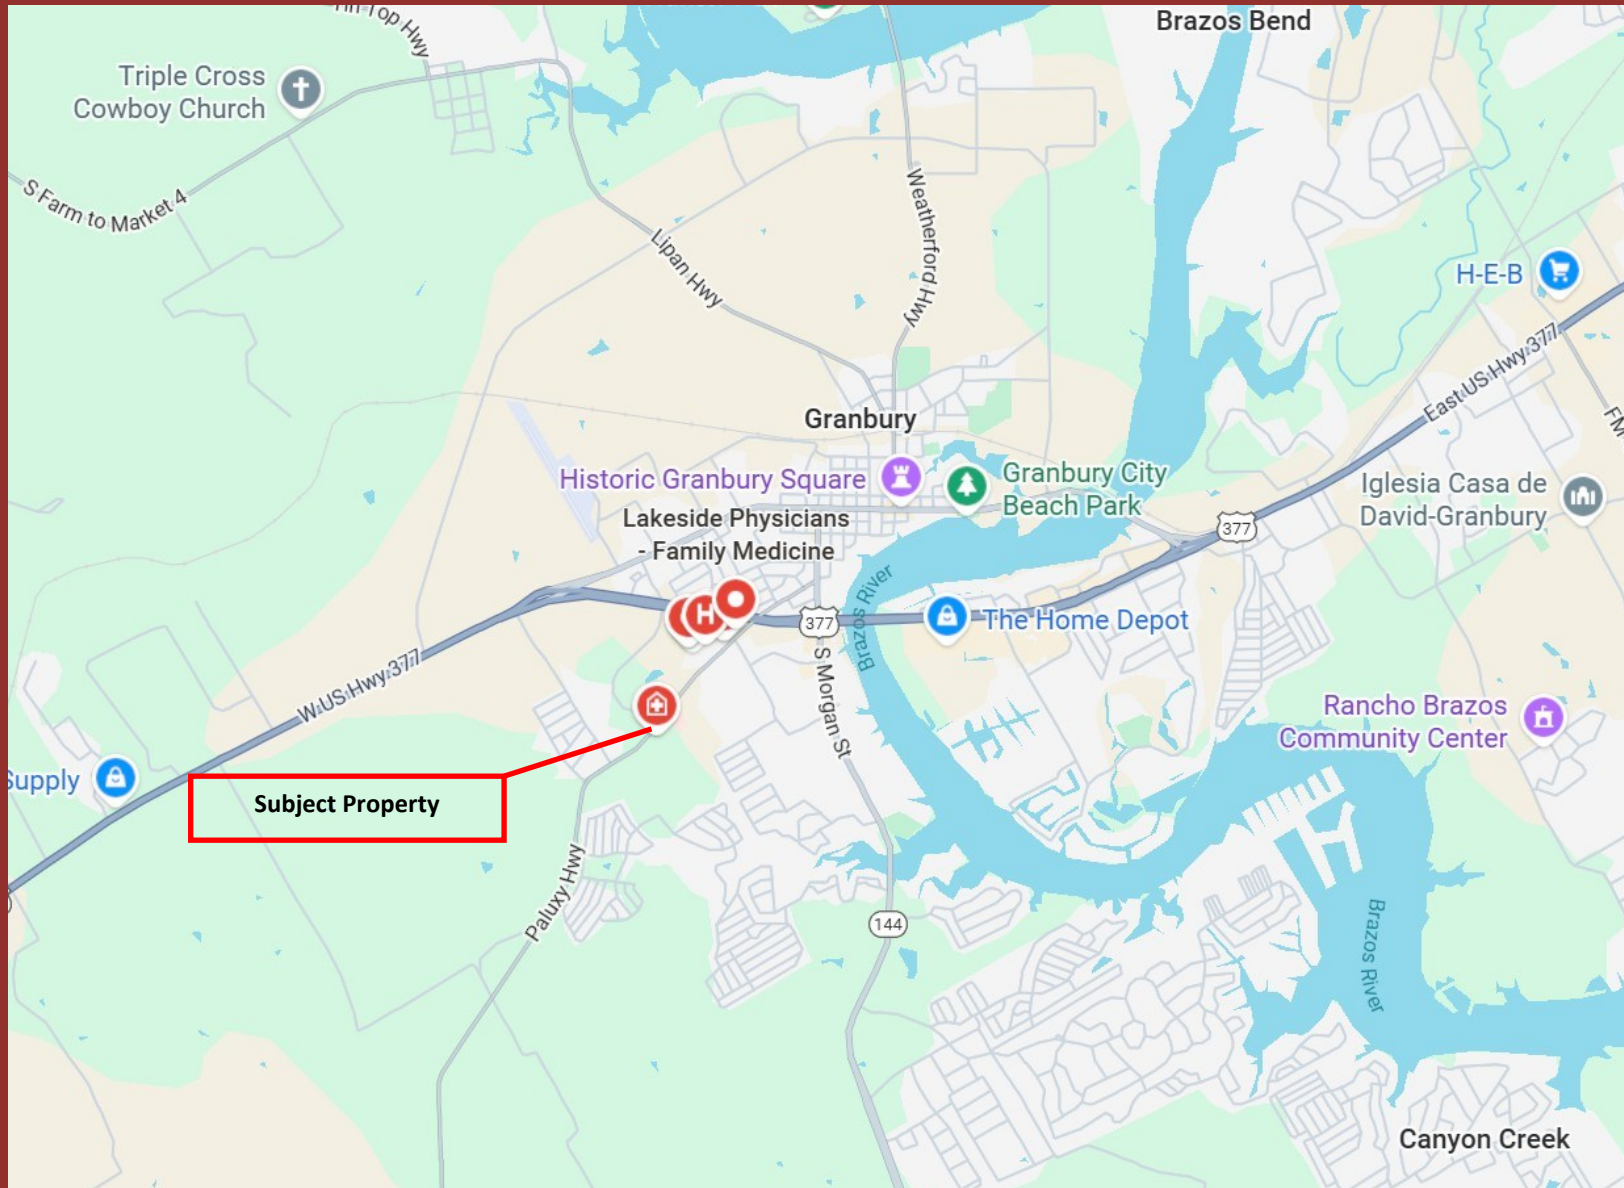 Brazos Bend
Top Hwy
Triple Cross
Cowboy Church
S Farm to Market 4
Weatherford Hwy
Lipan Hwy
H-E-B
East US Hwy 377
FM
Granbury
Historic Granbury Square
Granbury City
Beach Park
Iglesia Casa de
David-Granbury
Lakeside Physicians
- Family Medicine
377
Brazos River
H
377
The Home Depot
W US Hwy 377
S Morgan St
Rancho Brazos
Community Center
Supply
Subject Property
Paluxy Hwy
144
Brazos River
Canyon Creek